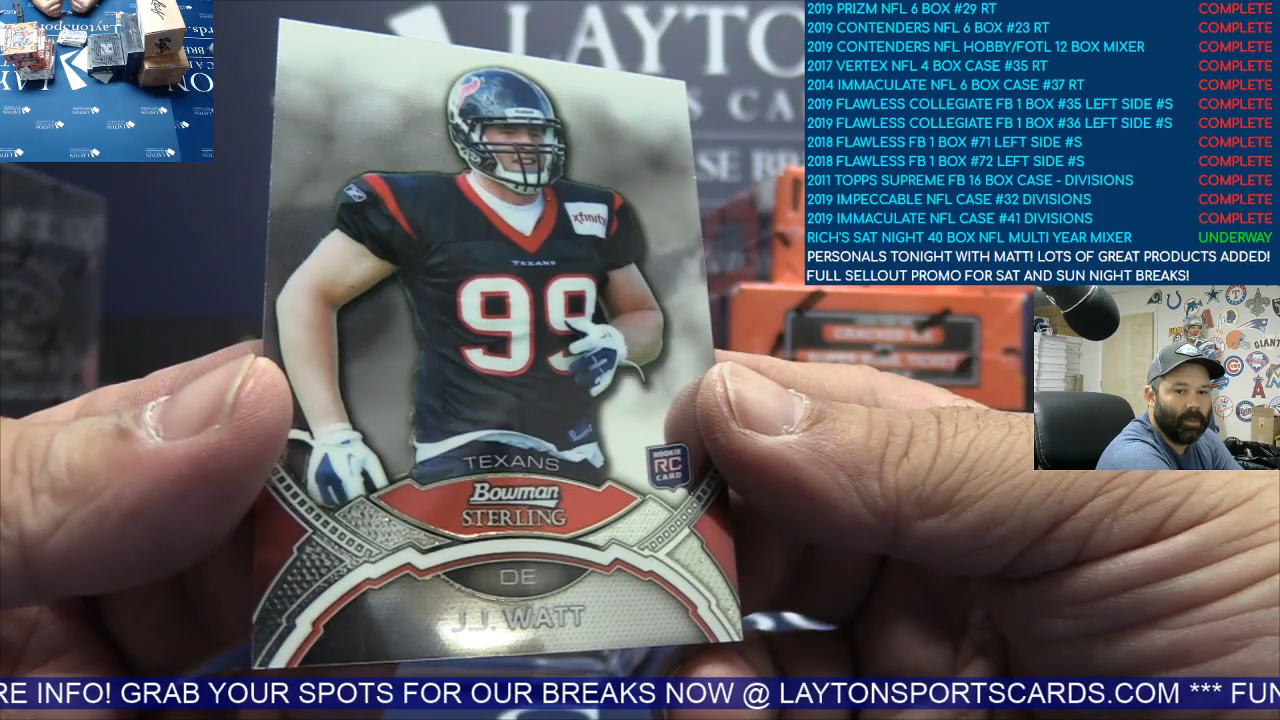 2019 PRIZM NFL 6 BOX #29 RT COMPLETE
2019 CONTENDERS NFL 6 BOX #23 RT COMPLETE
2019 CONTENDERS NFL HOBBY/FOTL 12 BOX MIXER COMPLETE
2017 VERTEX NFL 4 BOX CASE #35 RT COMPLETE
2014 IMMACULATE NFL 6 BOX CASE #37 RT COMPLETE
2019 FLAWLESS COLLEGIATE FB 1 BOX #35 LEFT SIDE #S COMPLETE
2019 FLAWLESS COLLEGIATE FB 1 BOX #36 LEFT SIDE #S COMPLETE
2018 FLAWLESS FB 1 BOX #71 LEFT SIDE #S COMPLETE
2018 FLAWLESS FB 1 BOX #72 LEFT SIDE #S COMPLETE
2011 TOPPS SUPREME FB 16 BOX CASE - DIVISIONS COMPLETE
2019 IMPECCABLE NFL CASE #32 DIVISIONS COMPLETE
2019 IMMACULATE NFL CASE #41 DIVISIONS COMPLETE
RICH'S SAT NIGHT 40 BOX NFL MULTI YEAR MIXER UNDERWAY
PERSONALS TONIGHT WITH MATT! LOTS OF GREAT PRODUCTS ADDED!
FULL SELLOUT PROMO FOR SAT AND SUN NIGHT BREAKS!
LAYTO
S CA
SE BR
xfinity
TEXANS
99
TEXANS
ROOKIE
RC
CARD
Bowman
STERLING
DE
J.J. WATT
GIANT
RE INFO! GRAB YOUR SPOTS FOR OUR BREAKS NOW @ LAYTONSPORTSCARDS.COM *** FUN